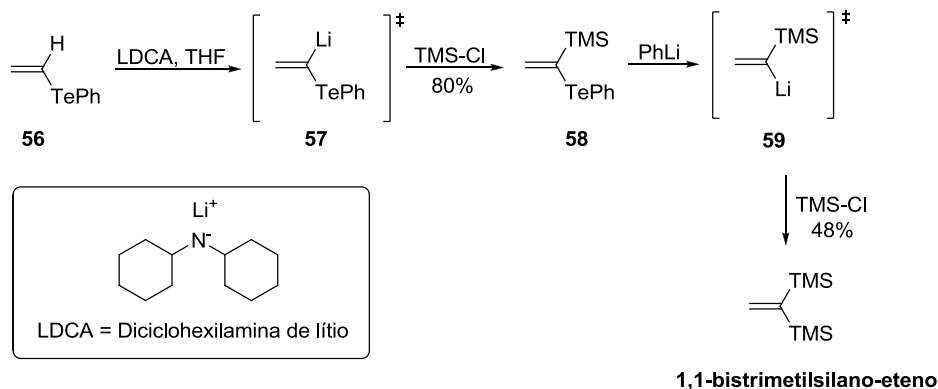 H
TePh
56
LDCA, THF
Li
TePh
‡
57
TMS-Cl
80%
TMS
TePh
58
PhLi
TMS
Li
‡
59
TMS-Cl
48%
TMS
TMS
1,1-bistrimetilsilano-eteno
Li+
N-
LDCA = Diciclohexilamina de lítio